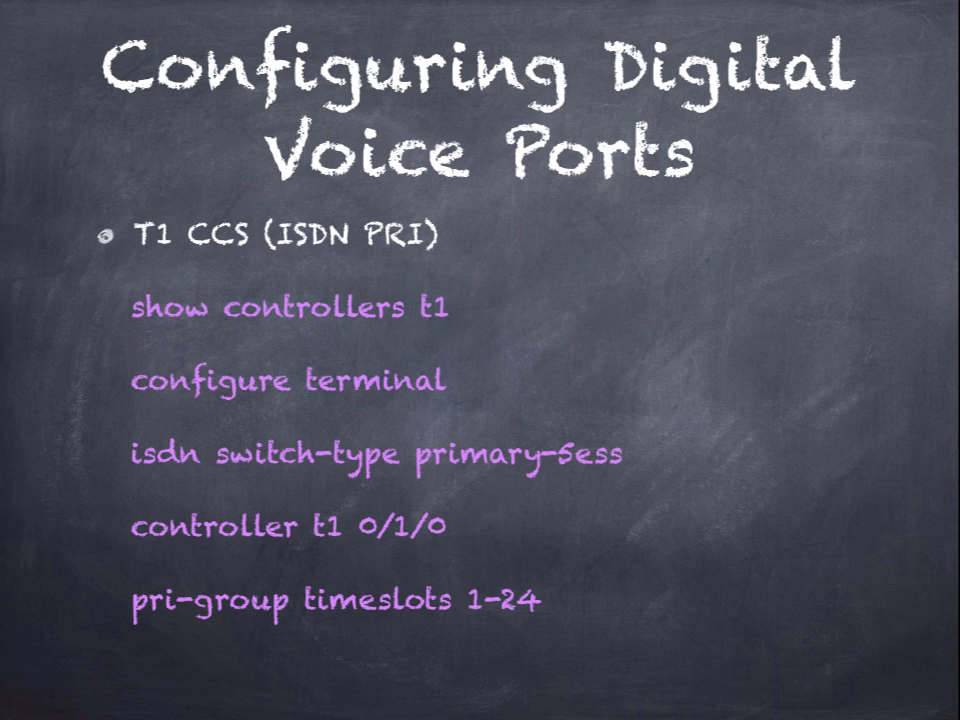 Configuring Digital
Voice Ports
T1 CCS (ISDN PRI)
show controllers t1
configure terminal
isdn switch-type primary-5ess
controller t1 0/1/0
pri-group timeslots 1-24